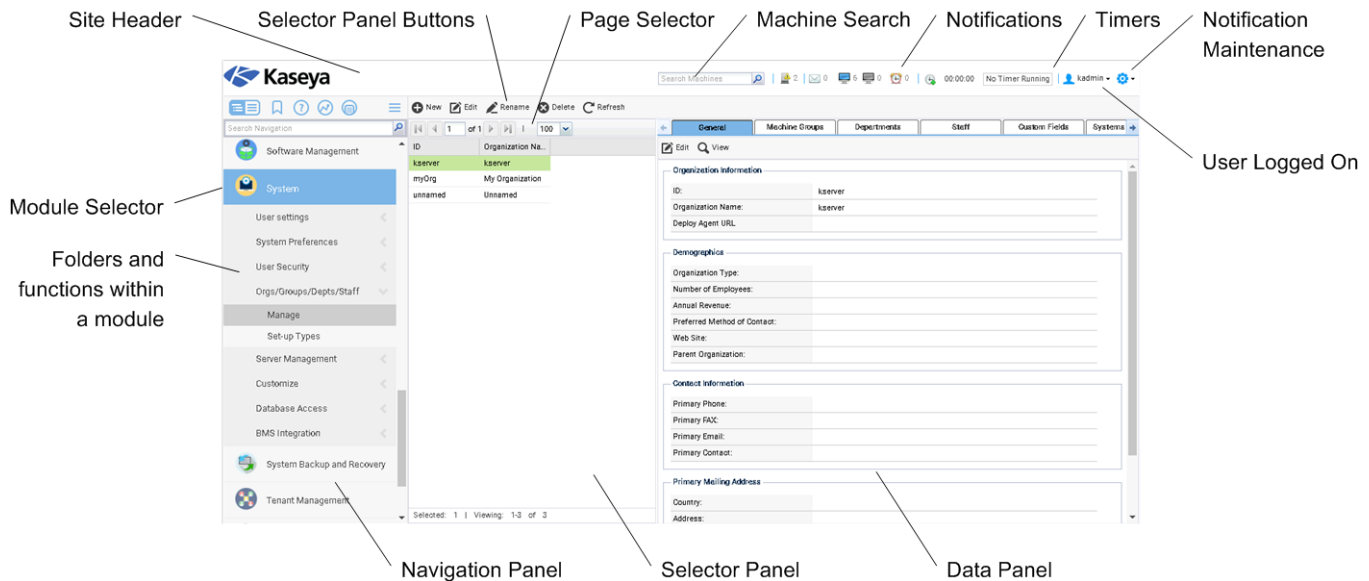 Site Header
Selector Panel Buttons
Page Selector
Machine Search
Notifications
Timers
Notification
Maintenance
Kaseya
Search Machines
2
0
5
0
0
00:00:00
No Timer Running
kadmin
New
Edit
Rename
Delete
Refresh
Search Navigation
1
of 1
100
General
Machine Groups
Departments
Staff
Custom Fields
Systems
Software Management
ID
Organization Na...
Edit
View
kserver
kserver
Organization Information
myOrg
My Organization
unnamed
Unnamed
User Logged On
System
ID:
kserver
Organization Name:
kserver
Deploy Agent URL
Module Selector
User settings
System Preferences
User Security
Orgs/Groups/Depts/Staff
Manage
Set-up Types
Server Management
Customize
Database Access
BMS Integration
System Backup and Recovery
Tenant Management
Folders and
functions within
a module
Demographics
Organization Type:
Number of Employees:
Annual Revenue:
Preferred Method of Contact:
Web Site:
Parent Organization:
Contact Information
Primary Phone:
Primary FAX:
Primary Email:
Primary Contact:
Primary Mailing Address
Country:
Address:
Selected: 1 | Viewing: 1-3 of 3
Navigation Panel
Selector Panel
Data Panel